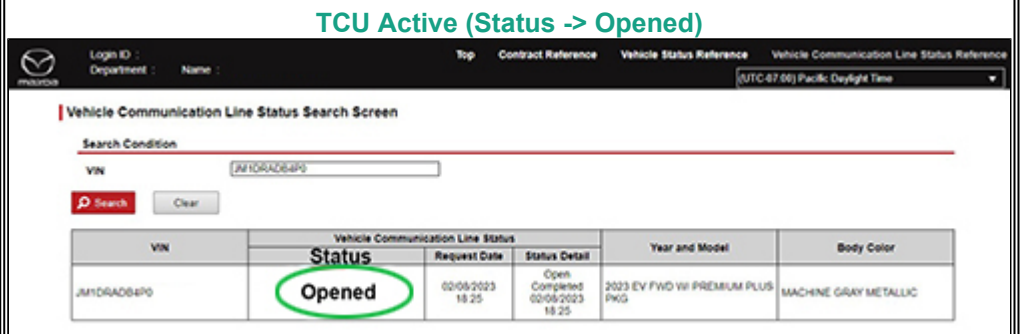 TCU Active (Status -> Opened)
mazda
Login ID :
Department : Name :
Top Contract Reference Vehicle Status Reference Vehicle Communication Line Status Reference
(UTC-07:00) Pacific Daylight Time
Vehicle Communication Line Status Search Screen
Search Condition
VIN JM1DRADB4P0
Search Clear
VIN Vehicle Communication Line Status Year and Model Body Color
Status Request Date Status Detail
JM1DRADB4P0 Opened 02/08/2023 18:25 Open Completed 02/08/2023 18:25 2023 EV FWD W/ PREMIUM PLUS PKG MACHINE GRAY METALLIC